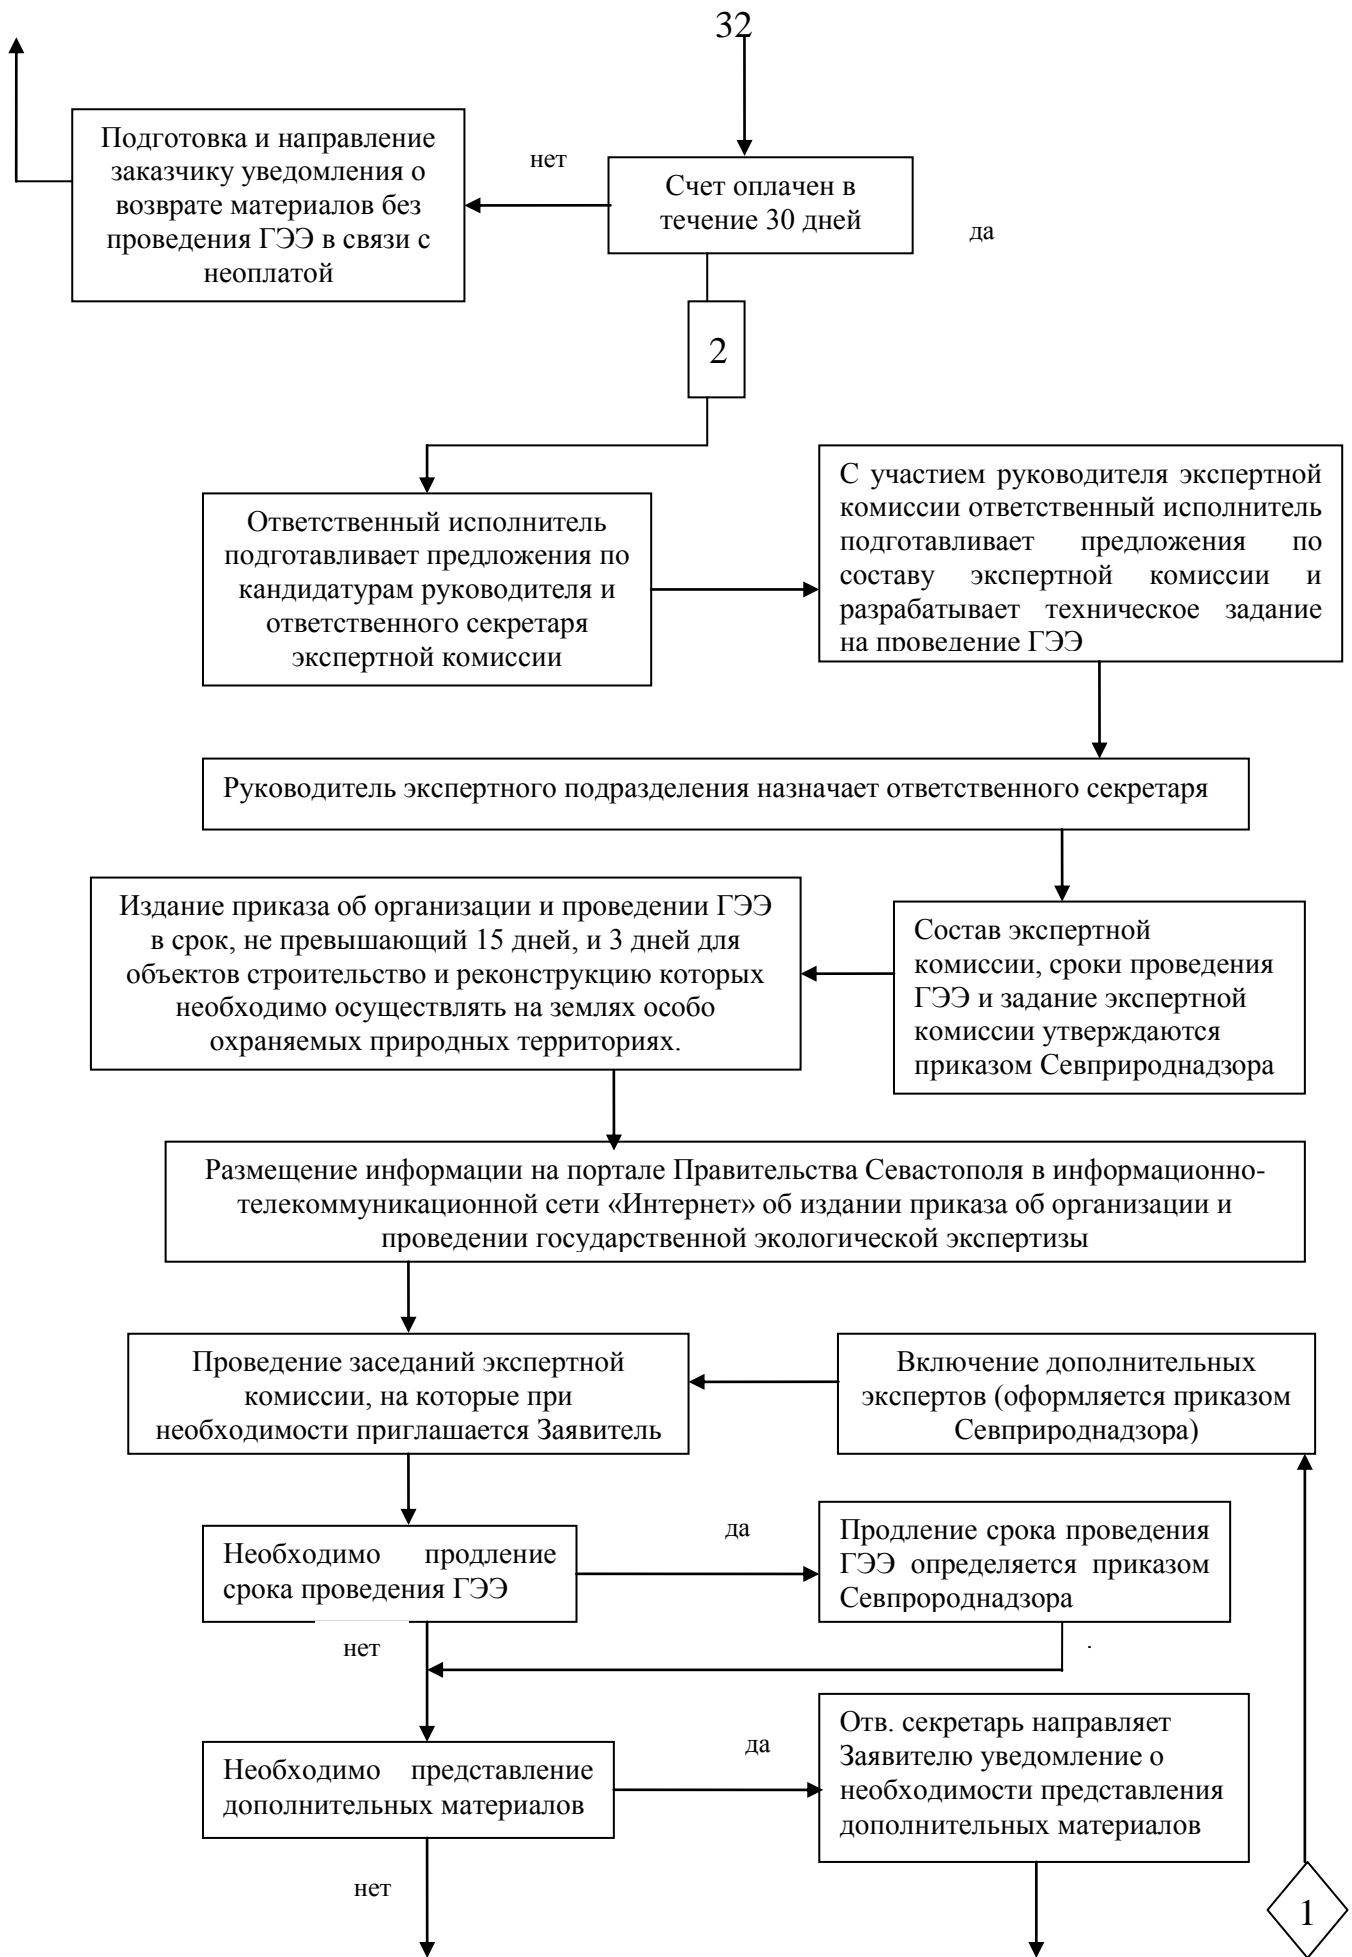 32
Подготовка и направление
заказчику уведомления о
возврате материалов без
проведения ГЭЭ в связи с
неоплатой
нет
Счет оплачен в
течение 30 дней
да
2
Ответственный исполнитель
подготавливает предложения по
кандидатурам руководителя и
ответственного секретаря
экспертной комиссии
С участием руководителя экспертной
комиссии ответственный исполнитель
подготавливает предложения по
составу экспертной комиссии и
разрабатывает техническое задание
на проведение ГЭЭ
Руководитель экспертного подразделения назначает ответственного секретаря
Издание приказа об организации и проведении ГЭЭ
в срок, не превышающий 15 дней, и 3 дней для
объектов строительство и реконструкцию которых
необходимо осуществлять на землях особо
охраняемых природных территориях.
Состав экспертной
комиссии, сроки проведения
ГЭЭ и задание экспертной
комиссии утверждаются
приказом Севприроднадзора
Размещение информации на портале Правительства Севастополя в информационно-
телекоммуникационной сети «Интернет» об издании приказа об организации и
проведении государственной экологической экспертизы
Проведение заседаний экспертной
комиссии, на которые при
необходимости приглашается Заявитель
Включение дополнительных
экспертов (оформляется приказом
Севприроднадзора)
Необходимо продление
срока проведения ГЭЭ
да
Продление срока проведения
ГЭЭ определяется приказом
Севпророднадзора
нет
.
Необходимо представление
дополнительных материалов
да
Отв. секретарь направляет
Заявителю уведомление о
необходимости представления
дополнительных материалов
нет
1